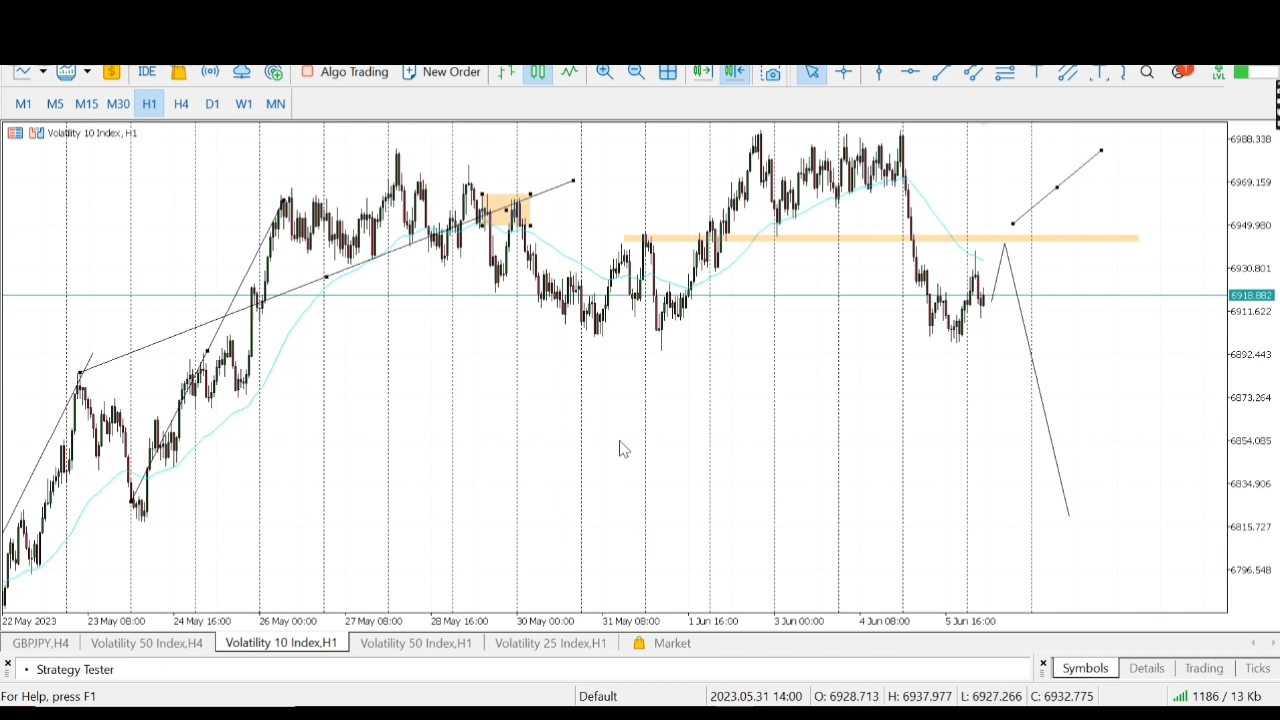 IDE Algo Trading New Order LVL
M1 M5 M15 M30 H1 H4 D1 W1 MN
Volatility 10 Index, H1
6988.338
6969.159
6949.980
6930.801
6918.882
6911.622
6892.443
6873.264
6854.085
6834.906
6815.727
6796.548
22 May 2023 23 May 08:00 24 May 16:00 26 May 00:00 27 May 08:00 28 May 16:00 30 May 00:00 31 May 08:00 1 Jun 16:00 3 Jun 00:00 4 Jun 08:00 5 Jun 16:00
GBPJPY,H4 Volatility 50 Index,H4 Volatility 10 Index,H1 Volatility 50 Index,H1 Volatility 25 Index,H1 Market
Strategy Tester Symbols Details Trading Ticks
For Help, press F1 Default 2023.05.31 14:00 O: 6928.713 H: 6937.977 L: 6927.266 C: 6932.775 1186 / 13 Kb